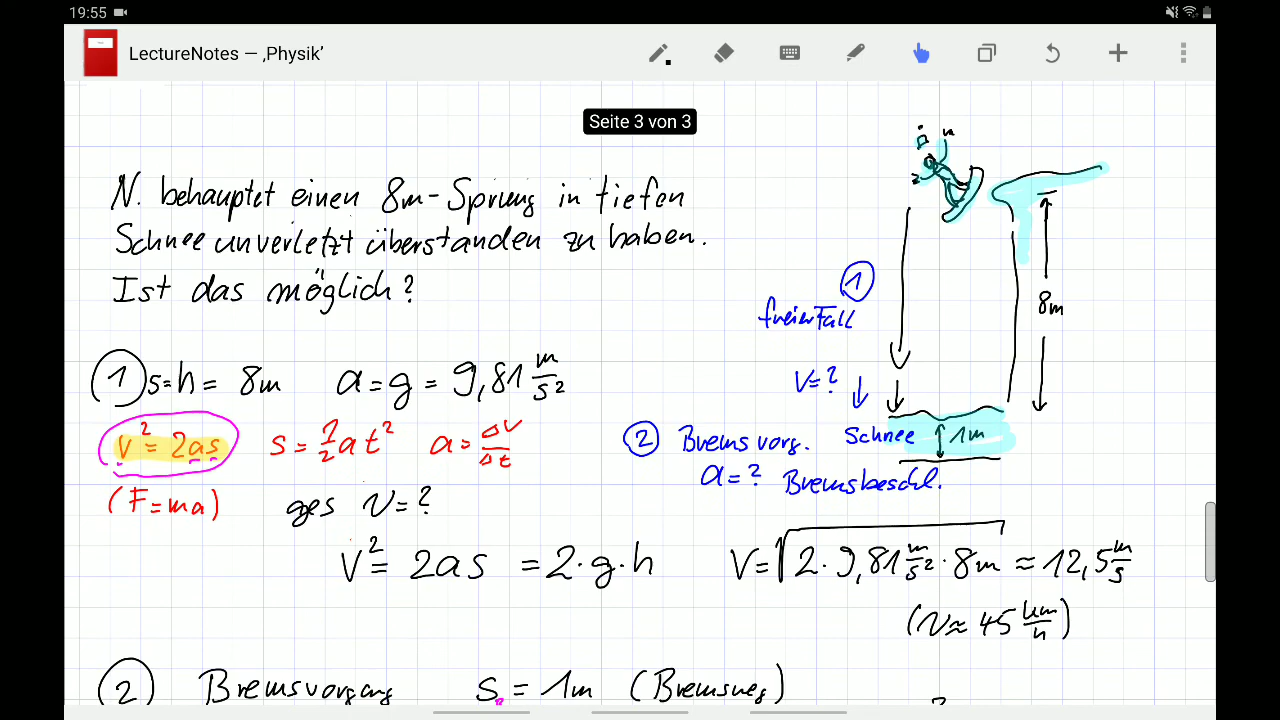 19:55
LectureNotes – ‚Physik’
Seite 3 von 3
N. behauptet einen 8m-Sprung in tiefen
Schnee unverletzt überstanden zu haben.
Ist das möglich?
① s=h= 8m a=g= 9,81 m/s²
v² = 2as s = 1/2 a t² a = Δv/Δt
(F=ma) ges v=?
v² = 2as = 2·g·h
① freier Fall
8m
v=?
Schnee 1m
② Bremsvorg.
a=? Bremsbeschl.
v = √(2·9,81 m/s² · 8m) ≈ 12,5 m/s
(v ≈ 45 km/h)
② Bremsvorgang s = 1m (Bremsweg)